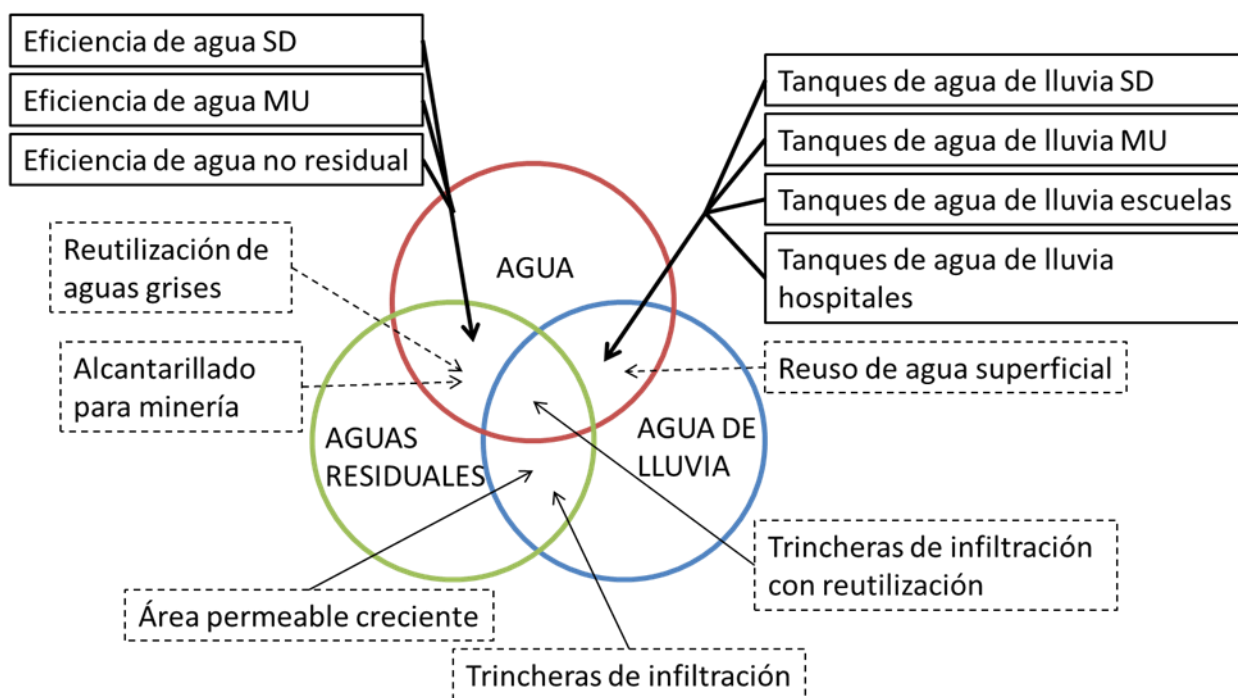 Eficiencia de agua SD
Eficiencia de agua MU
Eficiencia de agua no residual
Tanques de agua de lluvia SD
Tanques de agua de lluvia MU
Tanques de agua de lluvia escuelas
Tanques de agua de lluvia
hospitales
Reutilización de
aguas grises
AGUA
Alcantarillado
para minería
Reuso de agua superficial
AGUAS
RESIDUALES
AGUA DE
LLUVIA
Trincheras de infiltración
con reutilización
Área permeable creciente
Trincheras de infiltración